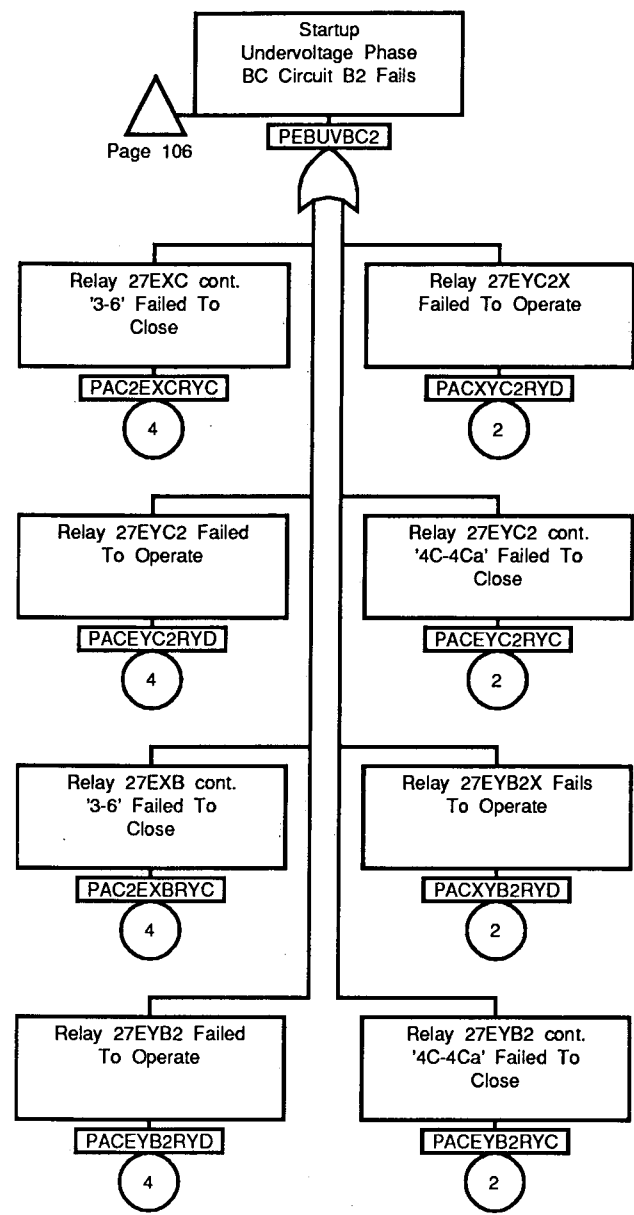 Startup
Undervoltage Phase
BC Circuit B2 Fails
Page 106
PEBUVBC2
Relay 27EXC cont.
'3-6' Failed To
Close
PAC2EXCRYC
4
Relay 27EYC2X
Failed To Operate
PACXYC2RYD
2
Relay 27EYC2 Failed
To Operate
PACEYC2RYD
4
Relay 27EYC2 cont.
'4C-4Ca' Failed To
Close
PACEYC2RYC
2
Relay 27EXB cont.
'3-6' Failed To
Close
PAC2EXBRYC
4
Relay 27EYB2X Fails
To Operate
PACXYB2RYD
2
Relay 27EYB2 Failed
To Operate
PACEYB2RYD
4
Relay 27EYB2 cont.
'4C-4Ca' Failed To
Close
PACEYB2RYC
2